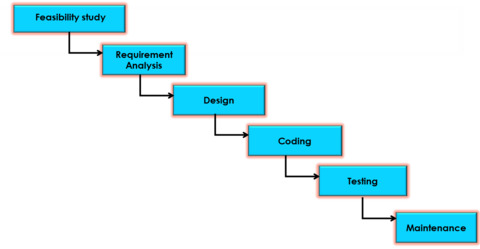 Feasibility study
Requirement
Analysis
Design
Coding
Testing
Maintenance